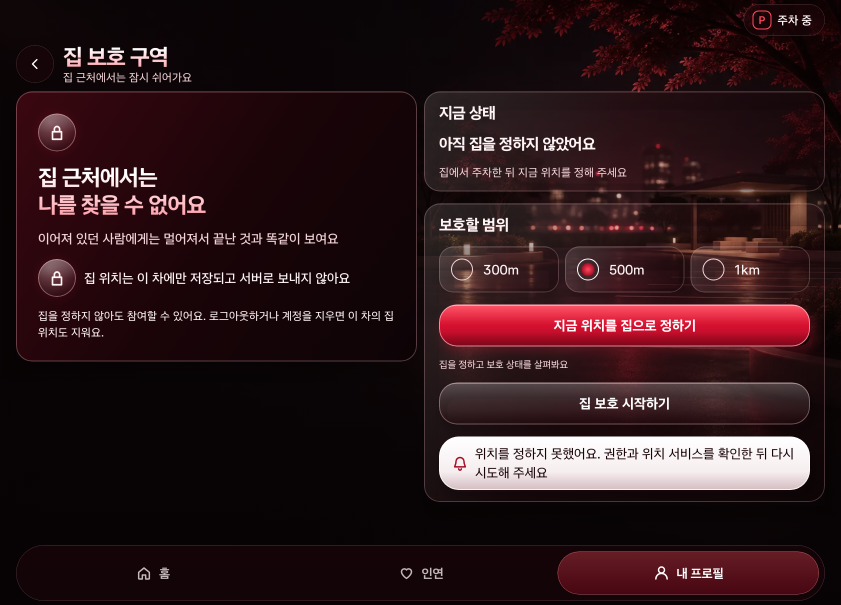 P 주차 중
집 보호 구역
집 근처에서는 잠시 쉬어가요
집 근처에서는
나를 찾을 수 없어요
이어져 있던 사람에게는 멀어져서 끝난 것과 똑같이 보여요
집 위치는 이 차에만 저장되고 서버로 보내지 않아요
집을 정하지 않아도 참여할 수 있어요. 로그아웃하거나 계정을 지우면 이 차의 집
위치도 지워요.
지금 상태
아직 집을 정하지 않았어요
집에서 주차한 뒤 지금 위치를 정해 주세요
보호할 범위
300m 500m 1km
지금 위치를 집으로 정하기
집을 정하고 보호 상태를 살펴봐요
집 보호 시작하기
위치를 정하지 못했어요. 권한과 위치 서비스를 확인한 뒤 다시
시도해 주세요
홈 인연 내 프로필